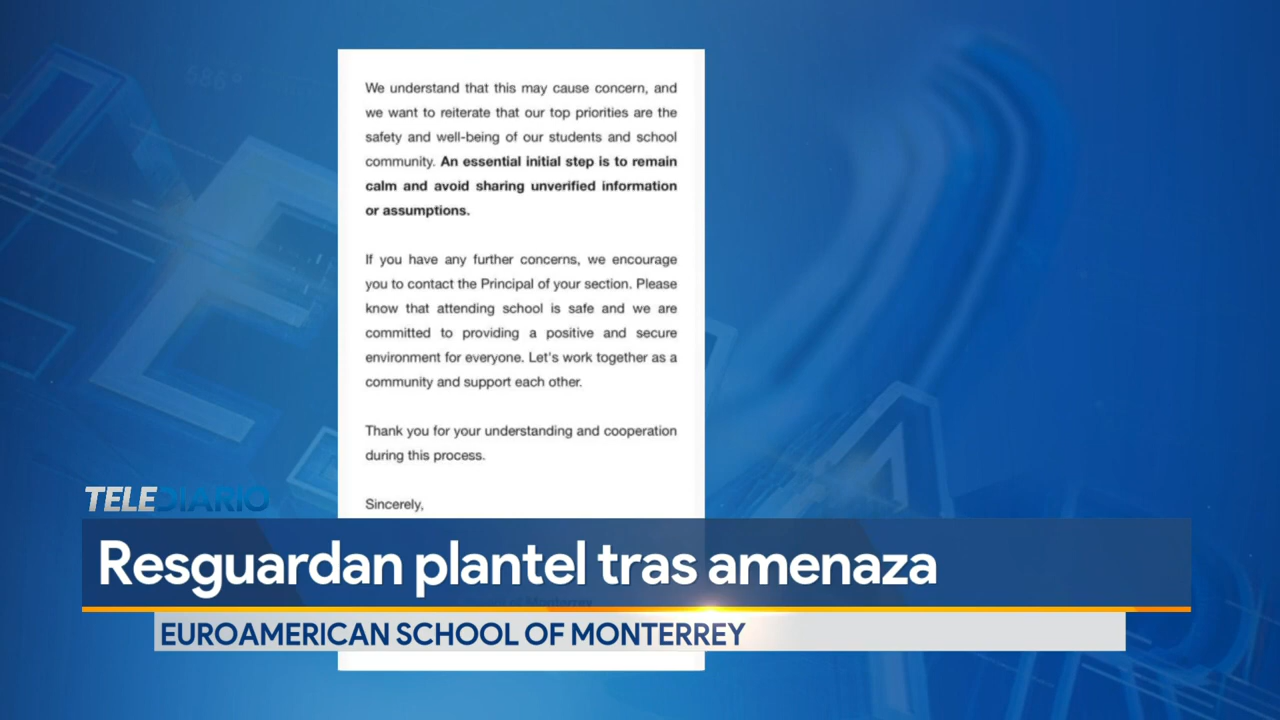 We understand that this may cause concern, and
we want to reiterate that our top priorities are the
safety and well-being of our students and school
community. An essential initial step is to remain
calm and avoid sharing unverified information
or assumptions.
If you have any further concerns, we encourage
you to contact the Principal of your section. Please
know that attending school is safe and we are
committed to providing a positive and secure
environment for everyone. Let's work together as a
community and support each other.
Thank you for your understanding and cooperation
during this process.
Sincerely,
TELEDIARIO
Resguardan plantel tras amenaza
of Monterrey
EUROAMERICAN SCHOOL OF MONTERREY